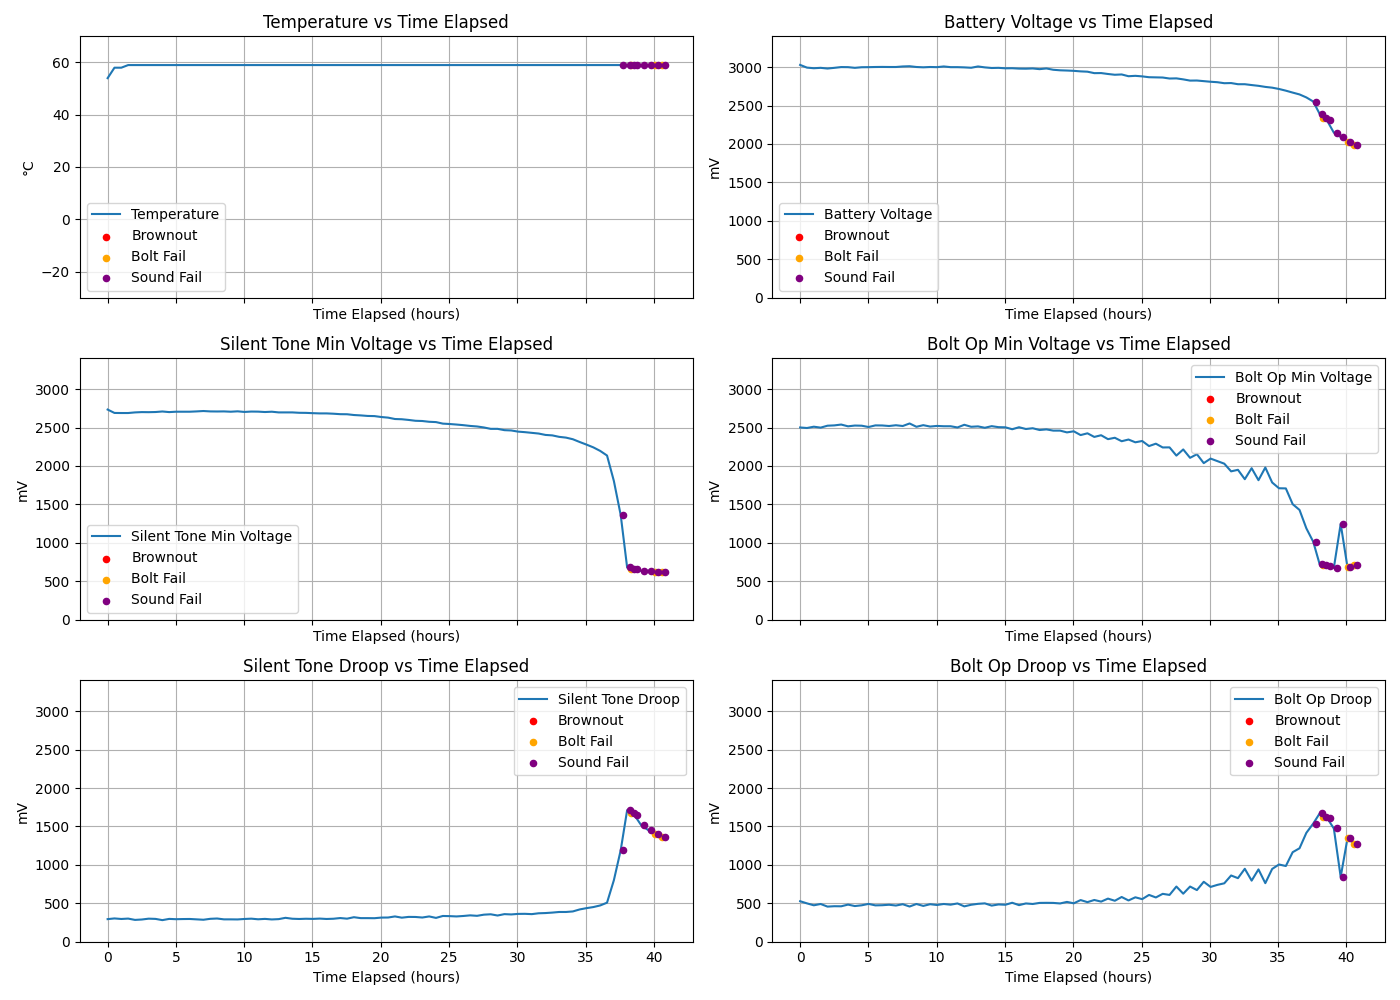 Temperature vs Time Elapsed
60
40
20
0
−20
°C
Temperature
Brownout
Bolt Fail
Sound Fail
Time Elapsed (hours)
Battery Voltage vs Time Elapsed
3000
2500
2000
1500
1000
500
0
mV
Battery Voltage
Brownout
Bolt Fail
Sound Fail
Time Elapsed (hours)
Silent Tone Min Voltage vs Time Elapsed
3000
2500
2000
1500
1000
500
0
mV
Silent Tone Min Voltage
Brownout
Bolt Fail
Sound Fail
Time Elapsed (hours)
Bolt Op Min Voltage vs Time Elapsed
3000
2500
2000
1500
1000
500
0
mV
Bolt Op Min Voltage
Brownout
Bolt Fail
Sound Fail
Time Elapsed (hours)
Silent Tone Droop vs Time Elapsed
3000
2500
2000
1500
1000
500
0
mV
Silent Tone Droop
Brownout
Bolt Fail
Sound Fail
0 5 10 15 20 25 30 35 40
Time Elapsed (hours)
Bolt Op Droop vs Time Elapsed
3000
2500
2000
1500
1000
500
0
mV
Bolt Op Droop
Brownout
Bolt Fail
Sound Fail
0 5 10 15 20 25 30 35 40
Time Elapsed (hours)